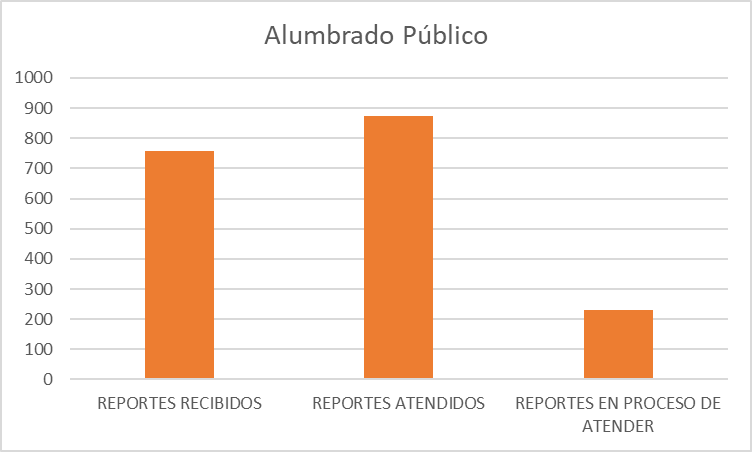 Alumbrado Público
1000
900
800
700
600
500
400
300
200
100
0
REPORTES RECIBIDOS
REPORTES ATENDIDOS
REPORTES EN PROCESO DE
ATENDER